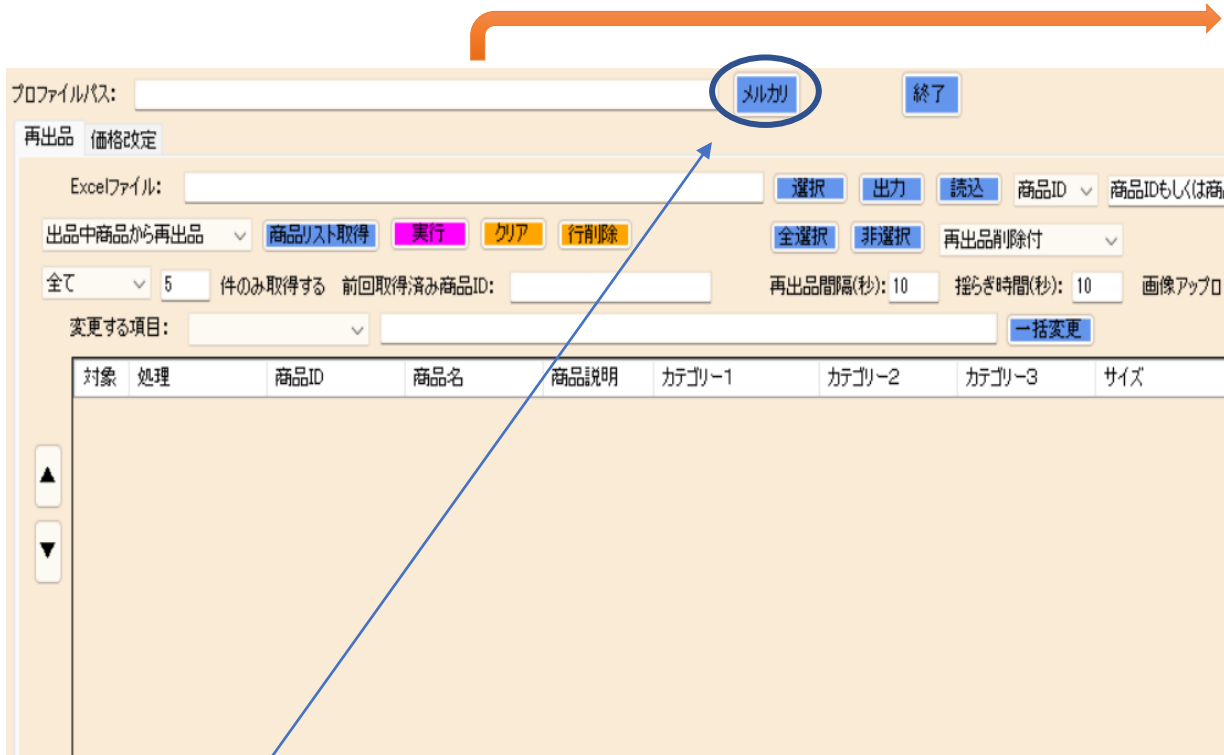 プロファイルパス: メルカリ 終了
再出品 価格改定
Excelファイル: 選択 出力 読込 商品ID 商品IDもしくは商品
出品中商品から再出品 商品リスト取得 実行 クリア 行削除 全選択 非選択 再出品削除付
全て 5 件のみ取得する 前回取得済み商品ID: 再出品間隔(秒): 10 揺らぎ時間(秒): 10 画像アップロ
変更する項目: 一括変更
対象 処理 商品ID 商品名 商品説明 カテゴリー1 カテゴリー2 カテゴリー3 サイズ
▲
▼